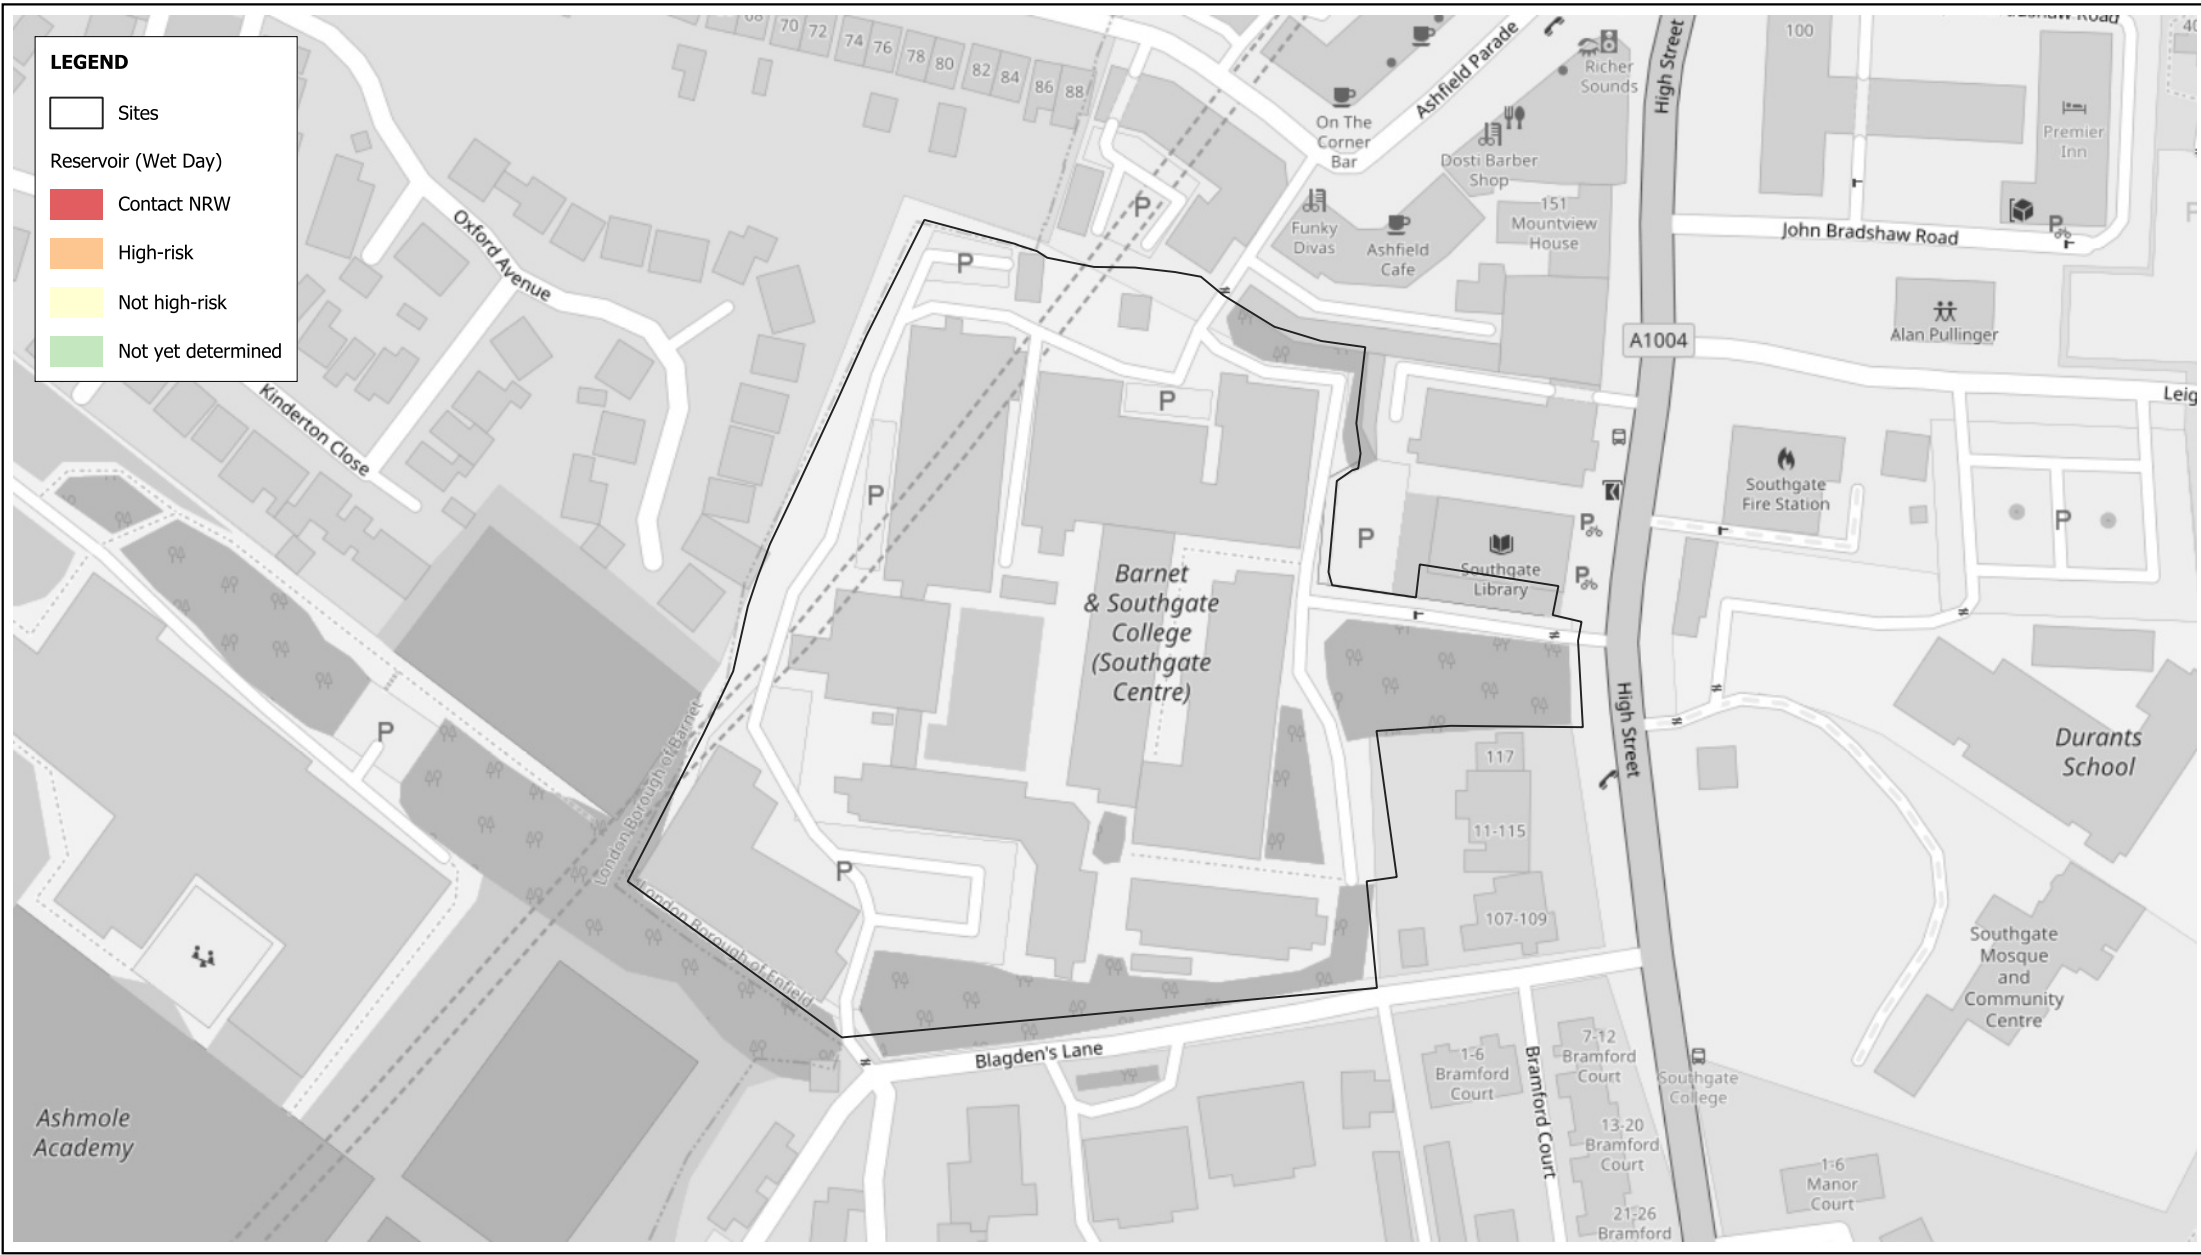 LEGEND
Sites
Reservoir (Wet Day)
Contact NRW
High-risk
Not high-risk
Not yet determined
68
70
72
74
76
78
80
82
84
86
88
Oxford Avenue
Kinderton Close
P
P
P
P
P
P
P
P
P
On The
Corner
Bar
Ashfield Parade
Richer
Sounds
Dosti Barber
Shop
Funky
Divas
Ashfield
Cafe
151
Mountview
House
High Street
100
Premier
Inn
John Bradshaw Road
A1004
Alan Pullinger
Leig
Southgate
Fire Station
Southgate
Library
Barnet
& Southgate
College
(Southgate
Centre)
London Borough of Barnet
London Borough of Enfield
High Street
Durants
School
117
11-115
107-109
Southgate
Mosque
and
Community
Centre
Blagden's Lane
Bramford Court
1-6
Bramford
Court
7-12
Bramford
Court
13-20
Bramford
Court
21-26
Bramford
Southgate
College
1-6
Manor
Court
Ashmole
Academy